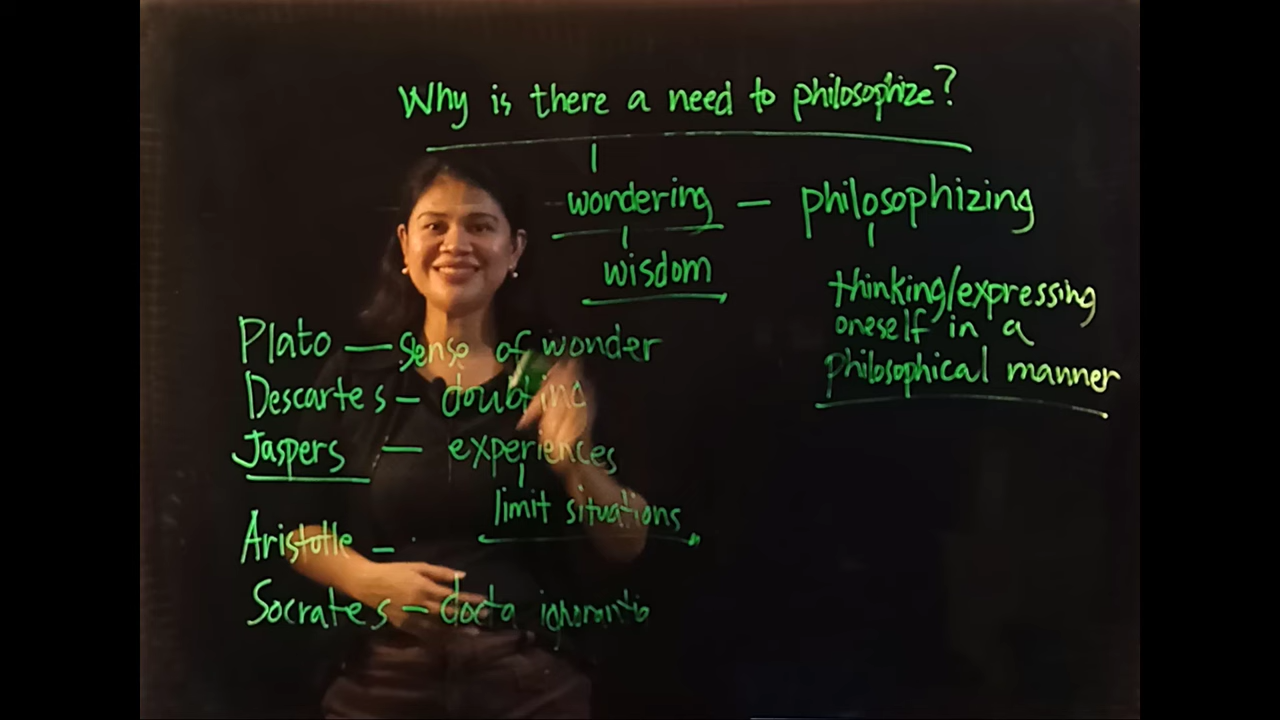 Why is there a need to philosophize?
wondering — philosophizing
wisdom
thinking/expressing
oneself in a
philosophical manner
Plato — sense of wonder
Descartes — doubting
Jaspers — experiences
limit situations
Aristotle —
Socrates — docta ignorantia